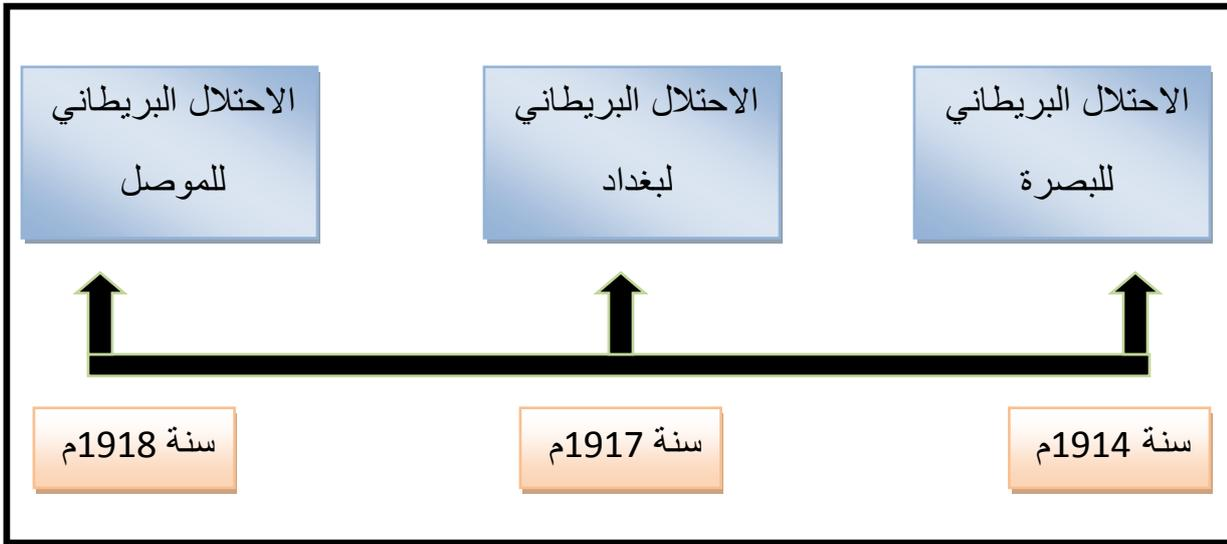 الاحتلال البريطاني
للبصرة
الاحتلال البريطاني
لبغداد
الاحتلال البريطاني
للموصل
سنة 1914م
سنة 1917م
سنة 1918م